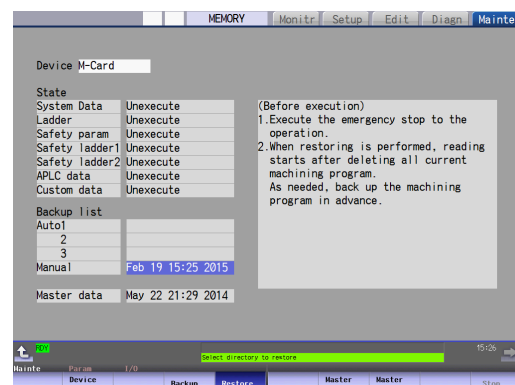 MEMORY Monitr Setup Edit Diagn Mainte
Device M-Card
State
System Data Unexecute
Ladder Unexecute
Safety param Unexecute
Safety ladder1 Unexecute
Safety ladder2 Unexecute
APLC data Unexecute
Custom data Unexecute
(Before execution)
1.Execute the emergency stop to the
operation.
2.When restoring is performed, reading
starts after deleting all current
machining program.
As needed, back up the machining
program in advance.
Backup list
Auto1
2
3
Manual Feb 19 15:25 2015
Master data May 22 21:29 2014
RDY 15:26
Select directory to restore
Mainte Param I/O
Device Backup Restore Master Master Stop